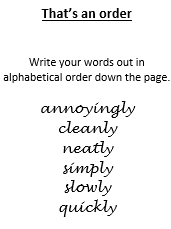 That's an order
Write your words out in
alphabetical order down the page.
annoyingly
cleanly
neatly
simply
slowly
quickly